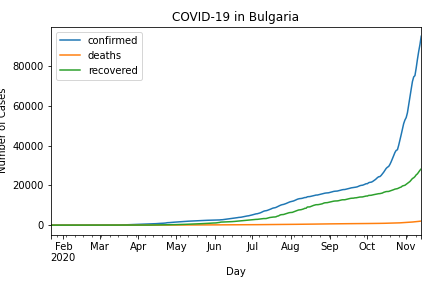 COVID-19 in Bulgaria
confirmed
deaths
recovered
Number of Cases
80000
60000
40000
20000
0
Feb Mar Apr May Jun Jul Aug Sep Oct Nov
2020
Day